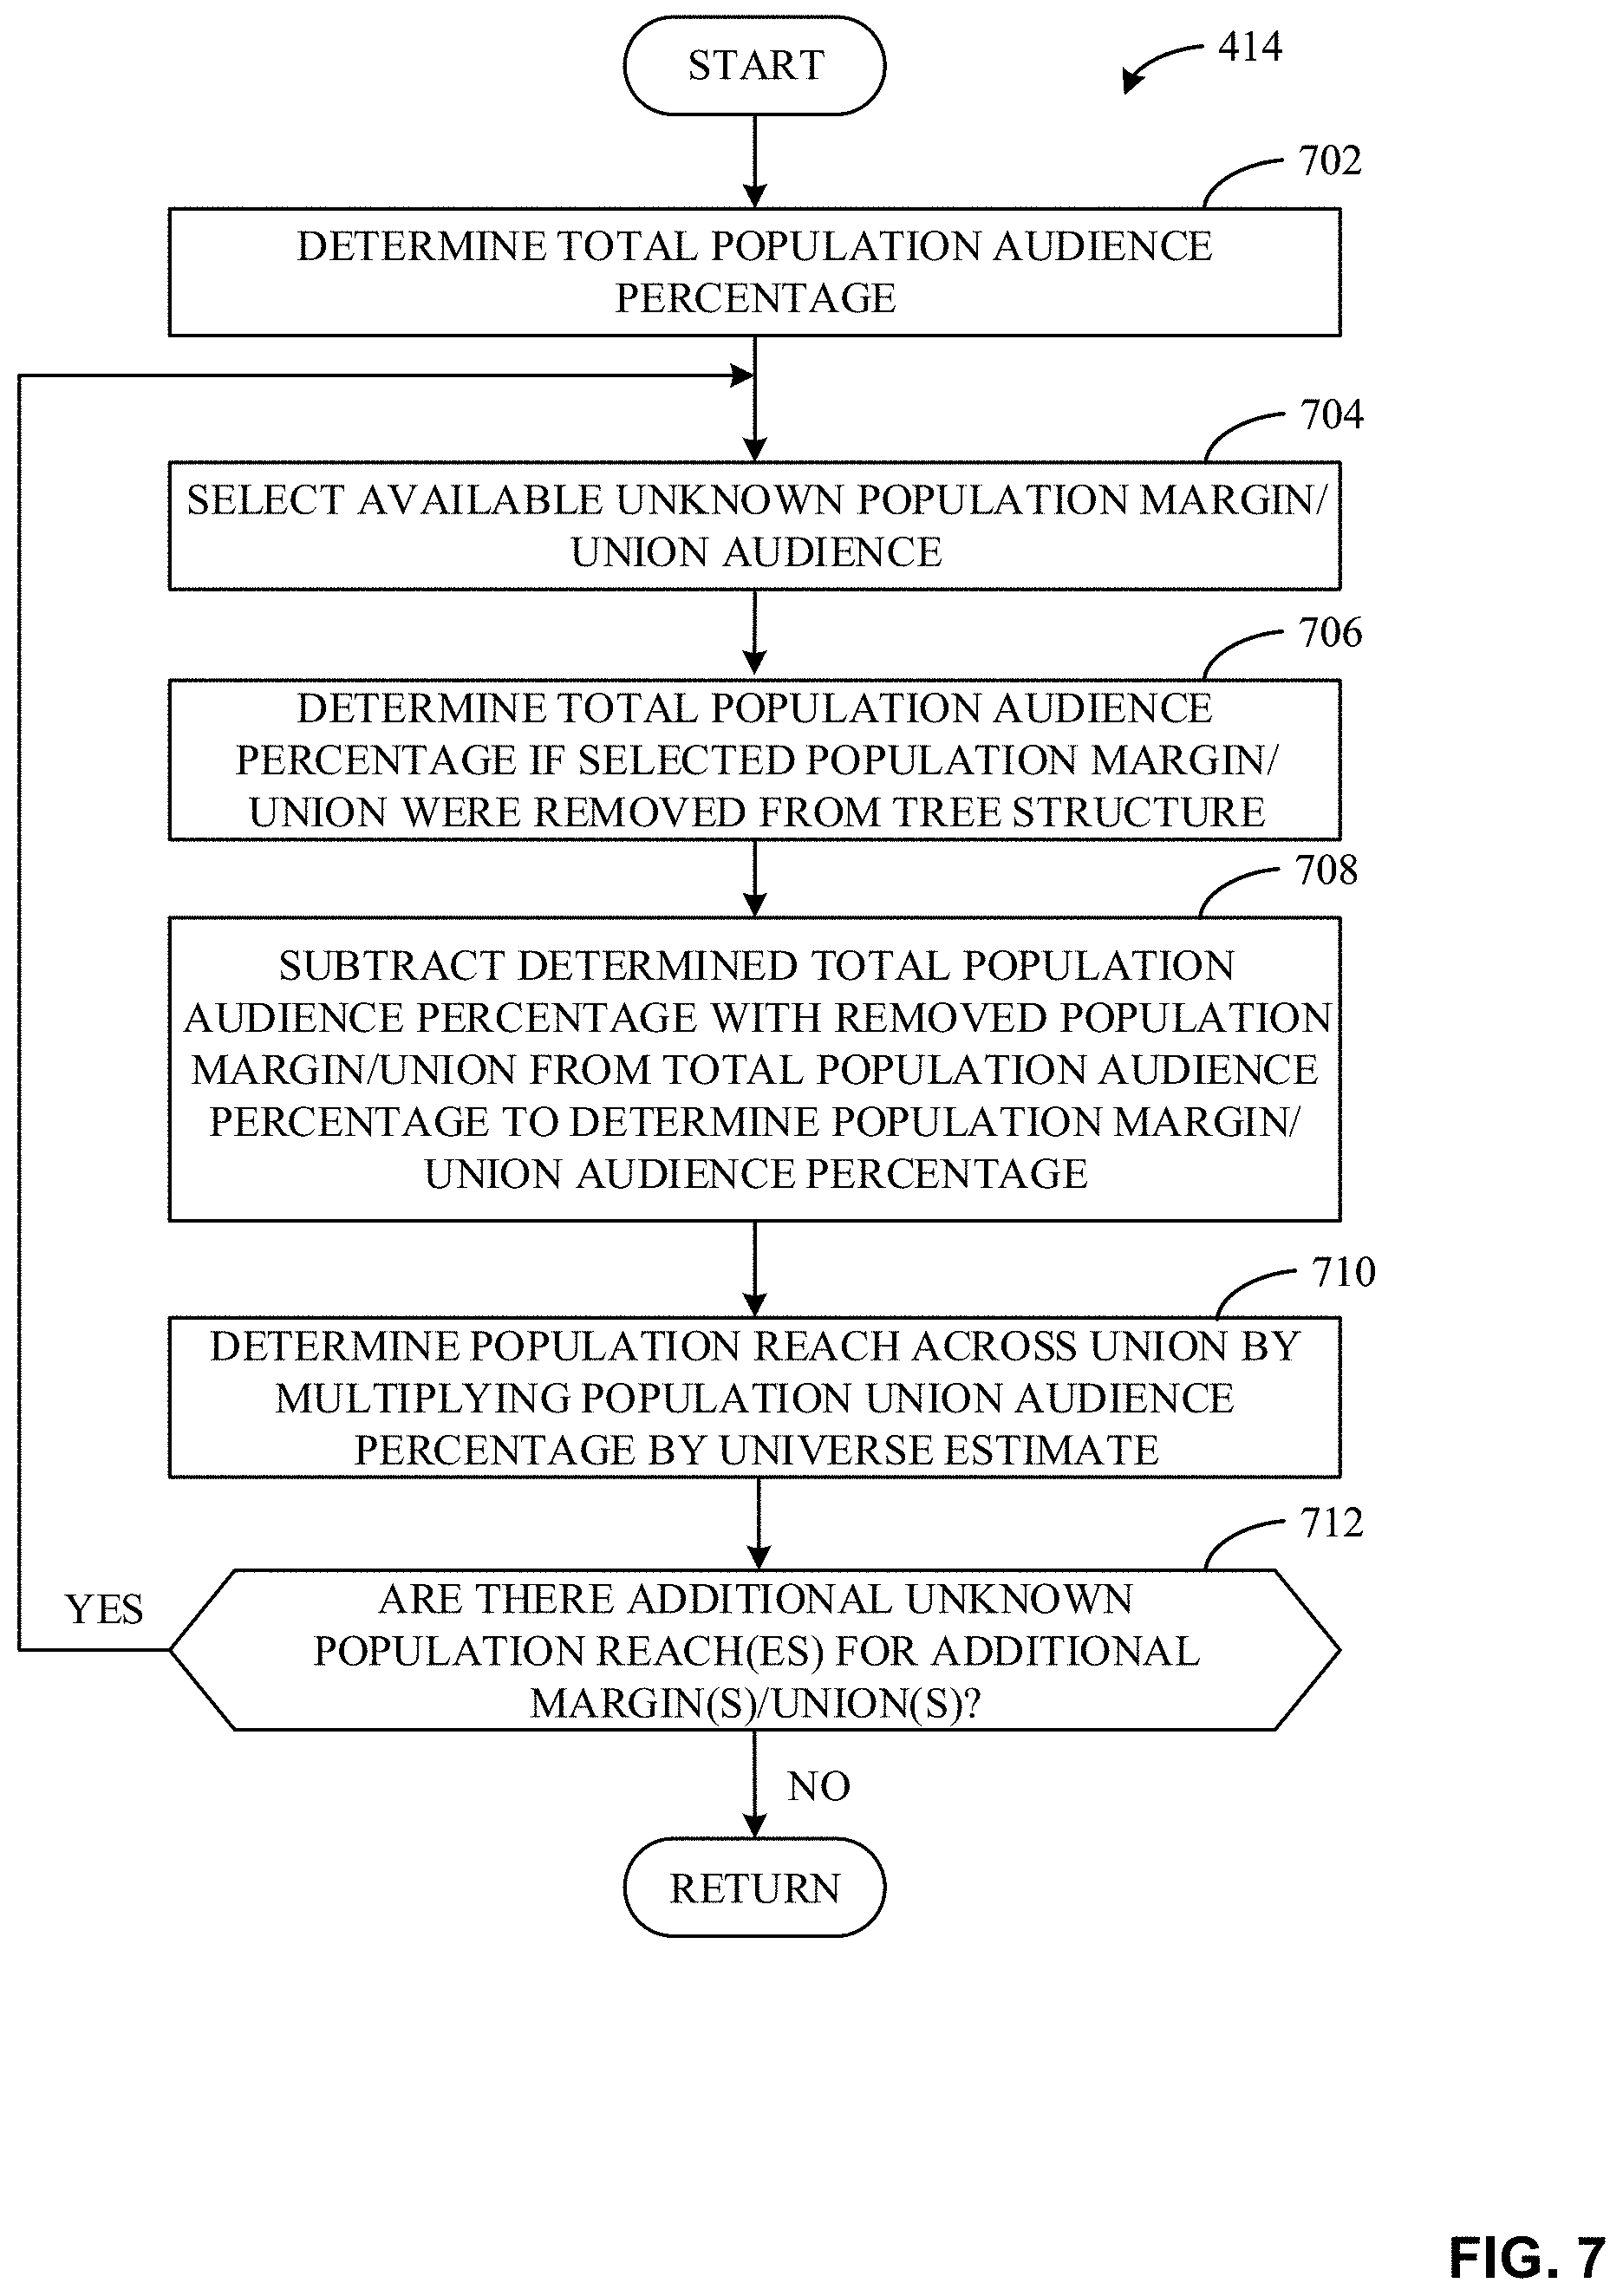 START
414
702
DETERMINE TOTAL POPULATION AUDIENCE
PERCENTAGE
704
SELECT AVAILABLE UNKNOWN POPULATION MARGIN/
UNION AUDIENCE
706
DETERMINE TOTAL POPULATION AUDIENCE
PERCENTAGE IF SELECTED POPULATION MARGIN/
UNION WERE REMOVED FROM TREE STRUCTURE
708
SUBTRACT DETERMINED TOTAL POPULATION
AUDIENCE PERCENTAGE WITH REMOVED POPULATION
MARGIN/UNION FROM TOTAL POPULATION AUDIENCE
PERCENTAGE TO DETERMINE POPULATION MARGIN/
UNION AUDIENCE PERCENTAGE
710
DETERMINE POPULATION REACH ACROSS UNION BY
MULTIPLYING POPULATION UNION AUDIENCE
PERCENTAGE BY UNIVERSE ESTIMATE
712
YES
ARE THERE ADDITIONAL UNKNOWN
POPULATION REACH(ES) FOR ADDITIONAL
MARGIN(S)/UNION(S)?
NO
RETURN
FIG. 7